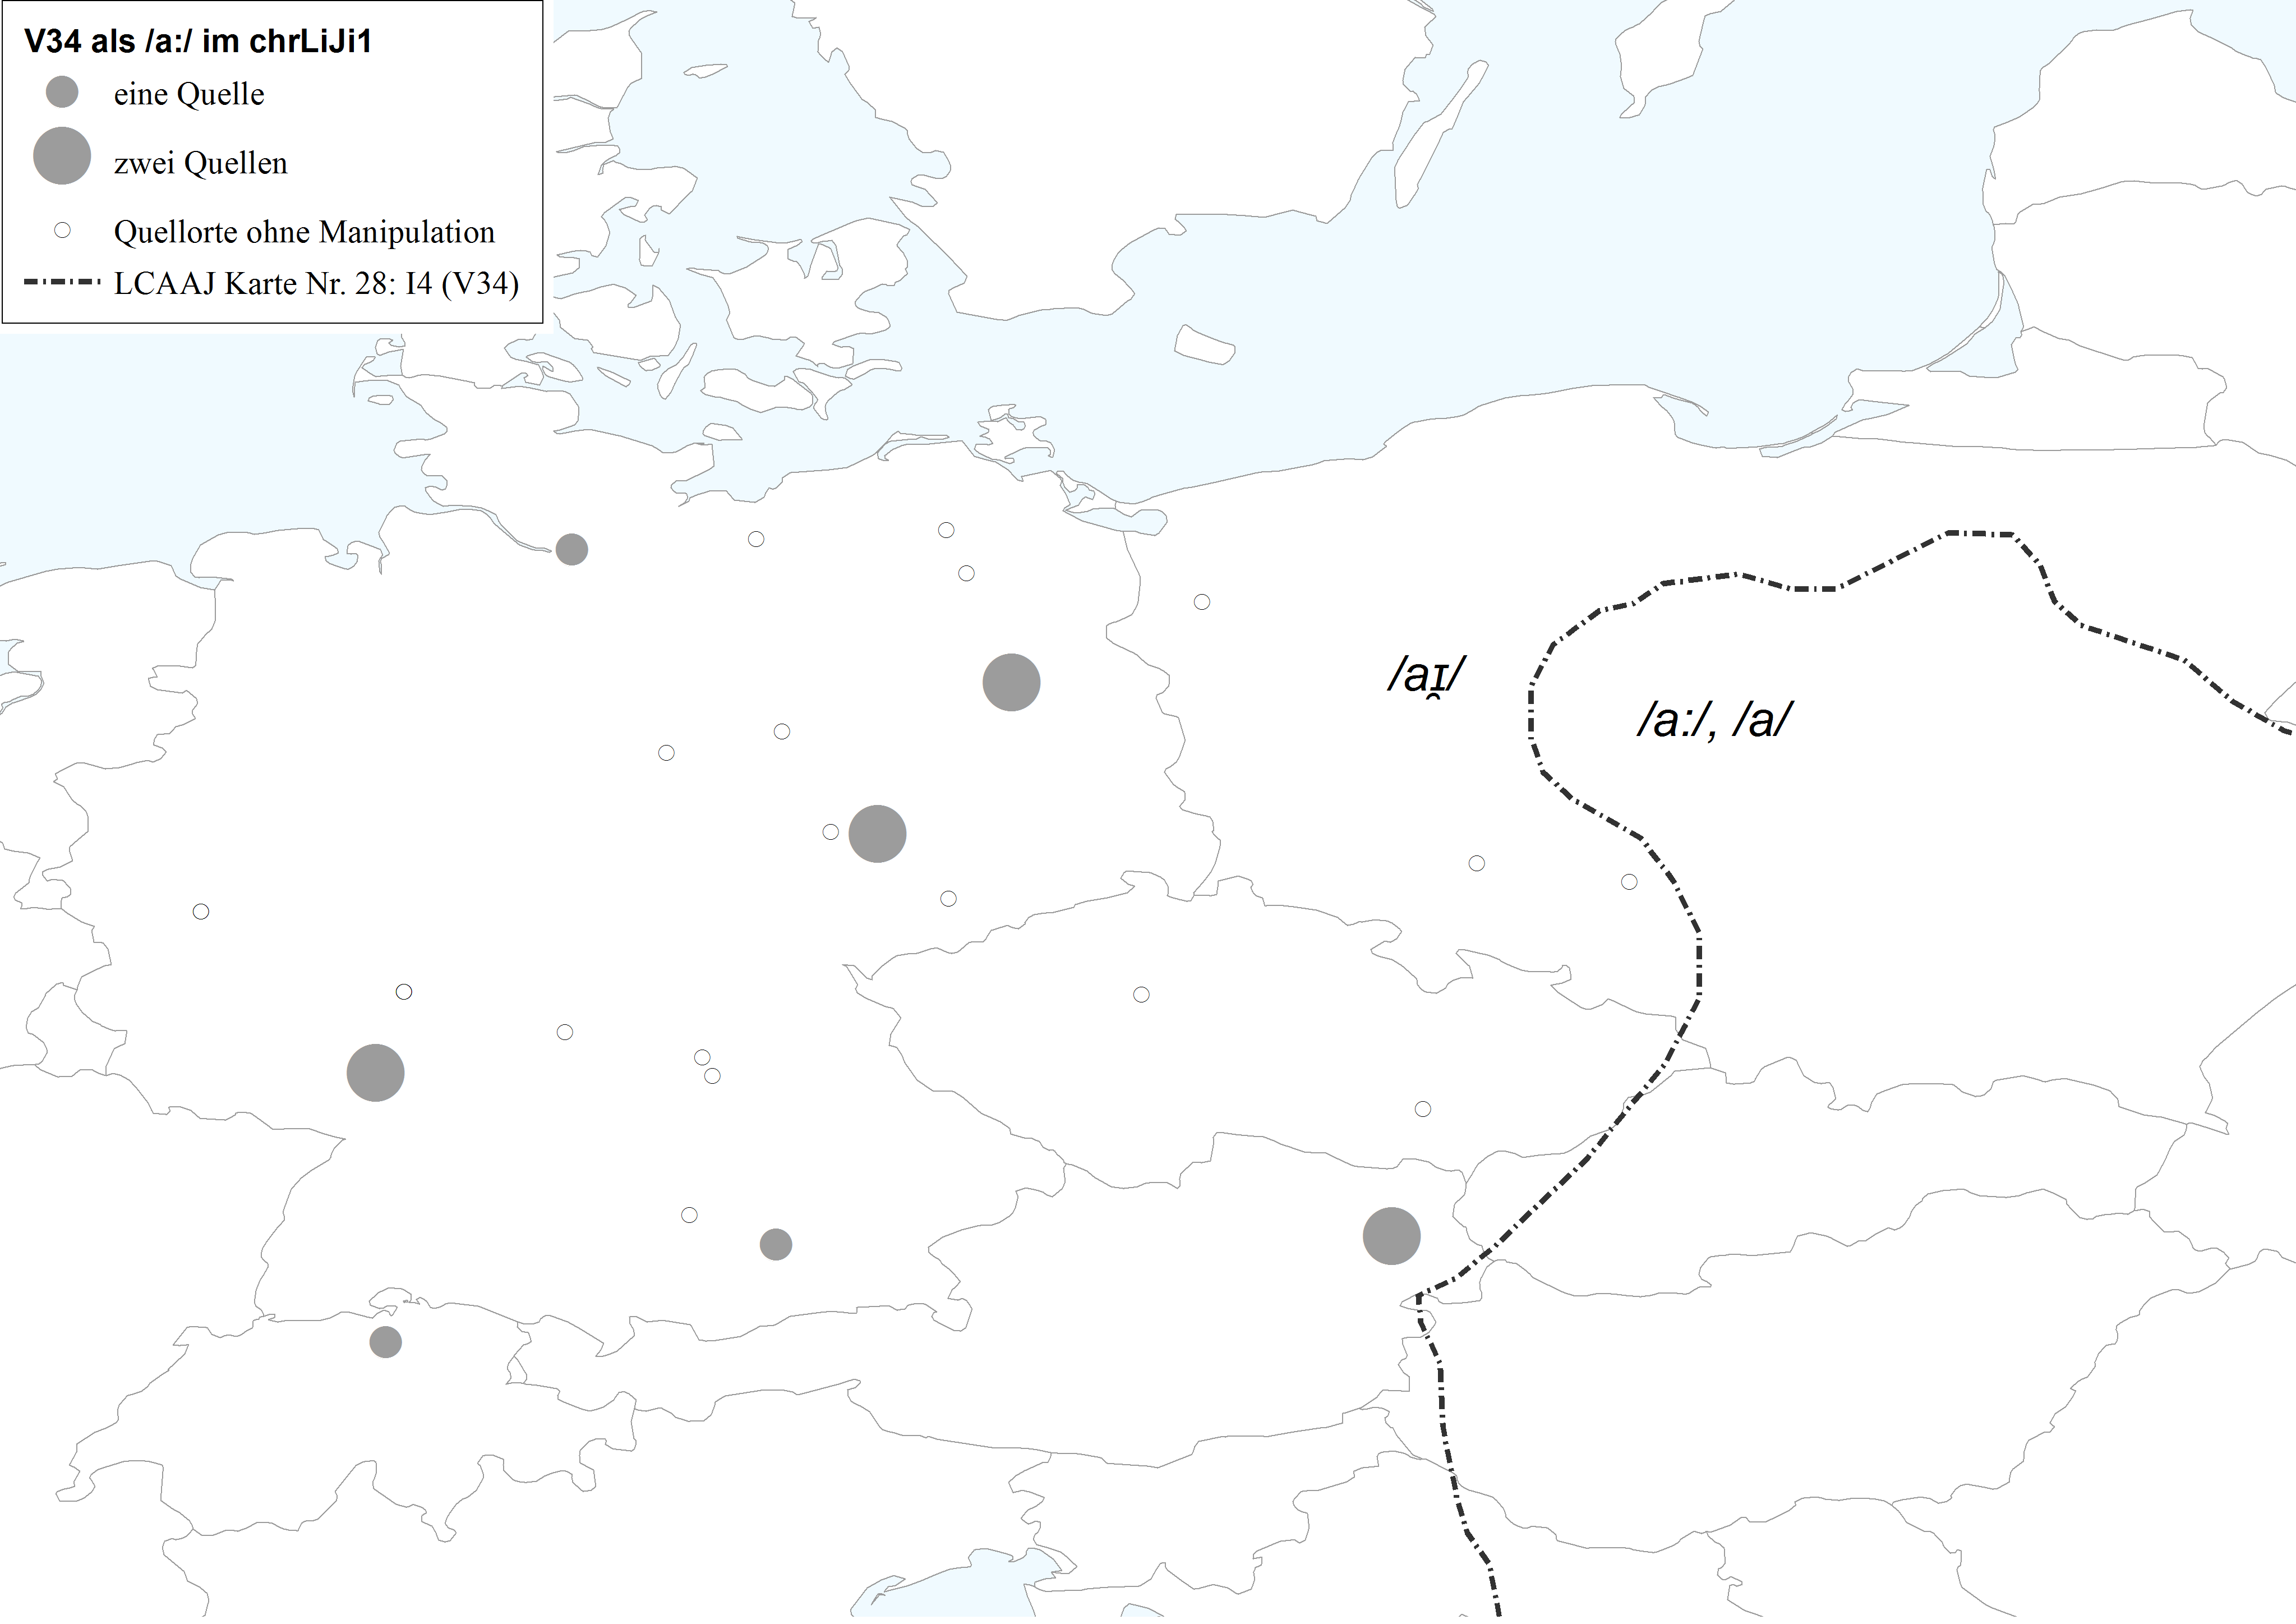 V34 als /a:/ im chrLiJi1
eine Quelle
zwei Quellen
Quellorte ohne Manipulation
LCAAJ Karte Nr. 28: I4 (V34)
/aɪ̯/
/a:/, /a/